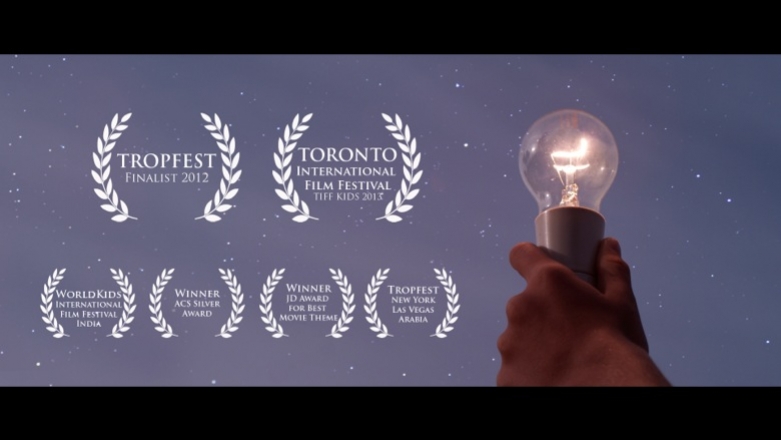 TROPFEST
FINALIST 2012
TORONTO
INTERNATIONAL
FILM FESTIVAL
TIFF KIDS 2013
WORLDKIDS
INTERNATIONAL
FILM FESTIVAL
INDIA
WINNER
ACS SILVER
AWARD
WINNER
JD AWARD
FOR BEST
MOVIE THEME
TROPFEST
NEW YORK
LAS VEGAS
ARABIA